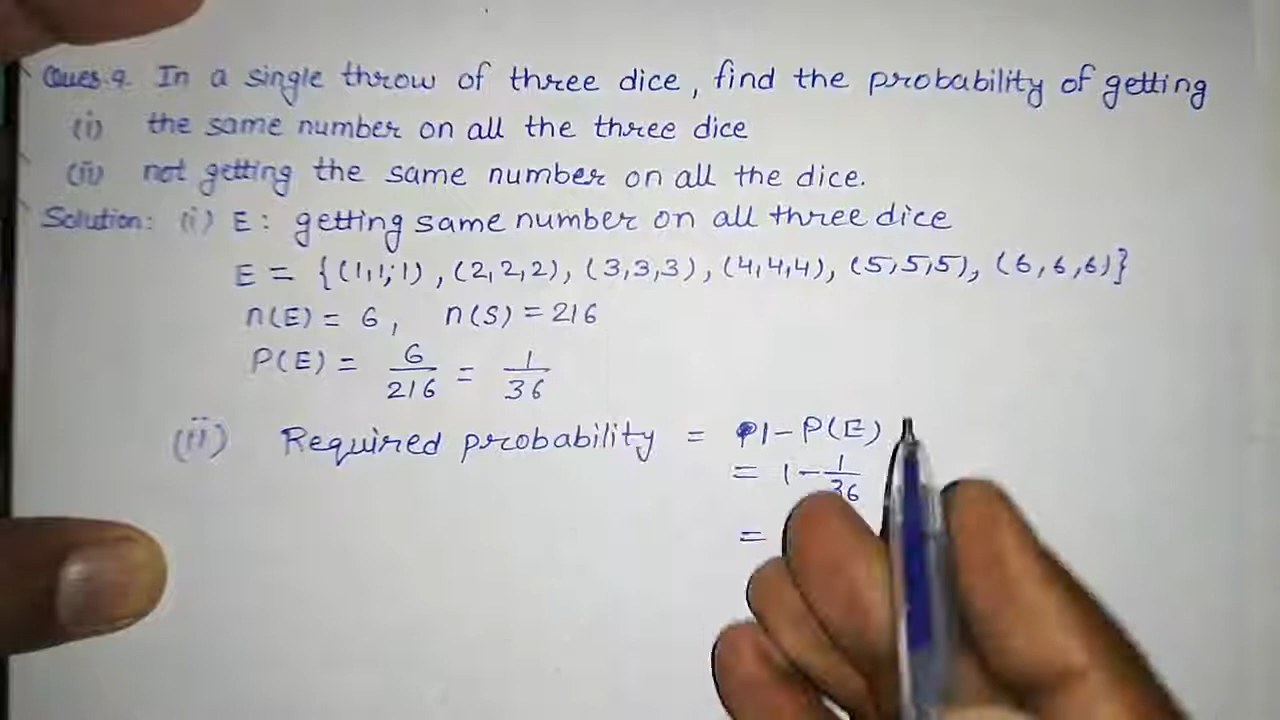 Ques.9. In a single throw of three dice, find the probability of getting
(i) the same number on all the three dice
(ii) not getting the same number on all the dice.
Solution: (i) E: getting same number on all three dice
E = {(1,1,1), (2,2,2), (3,3,3), (4,4,4), (5,5,5), (6,6,6)}
n(E) = 6, n(S) = 216
P(E) = 6/216 = 1/36
(ii) Required probability = 1-P(E)
= 1-1/36
=